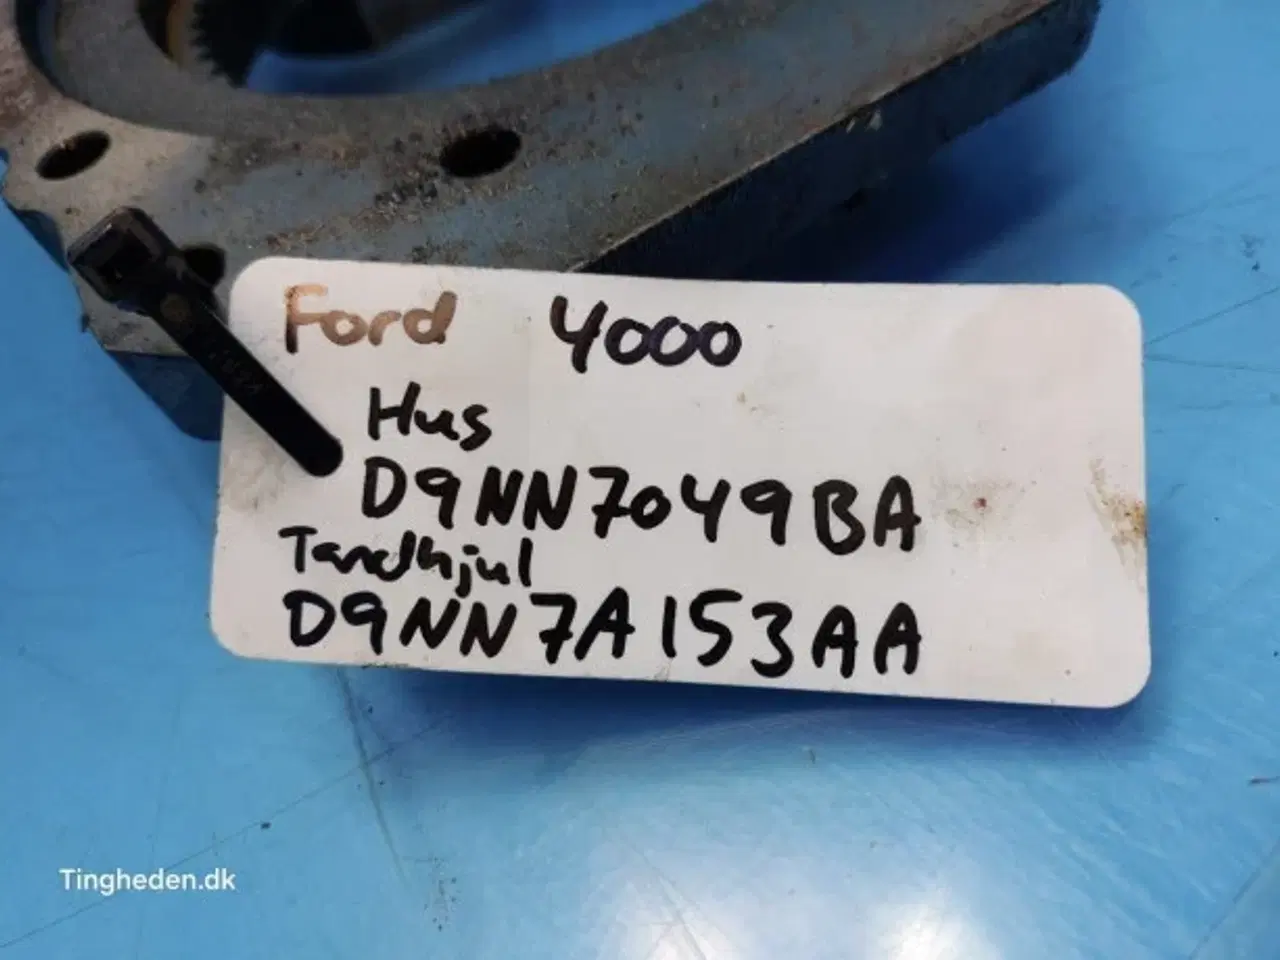 Ford 4000
Hus
D9NN7049BA
Tandhjul
D9NN7A153AA
Tingheden.dk